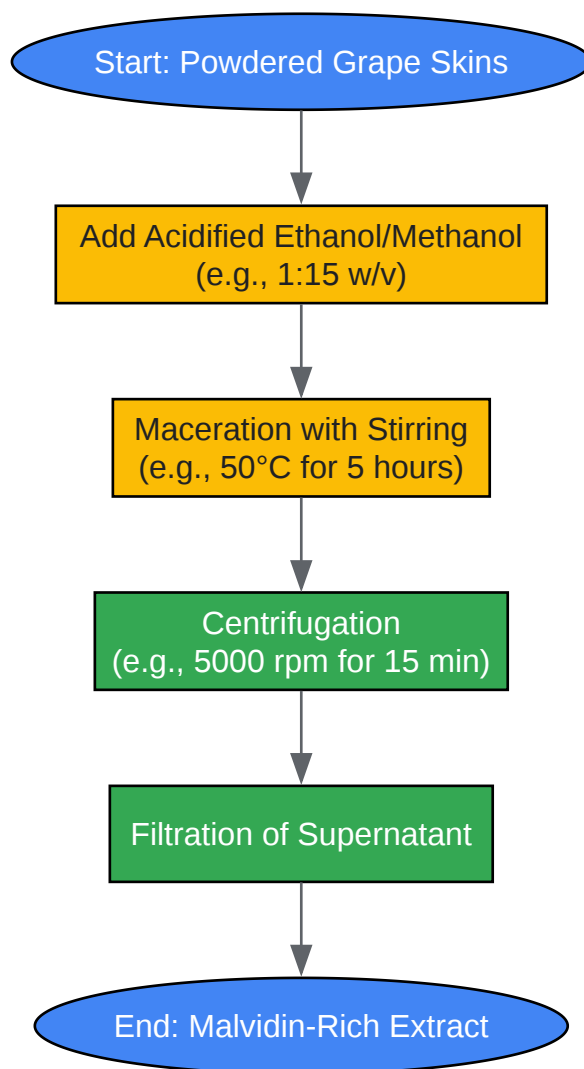 Start: Powdered Grape Skins
Add Acidified Ethanol/Methanol
(e.g., 1:15 w/v)
Maceration with Stirring
(e.g., 50°C for 5 hours)
Centrifugation
(e.g., 5000 rpm for 15 min)
Filtration of Supernatant
End: Malvidin-Rich Extract